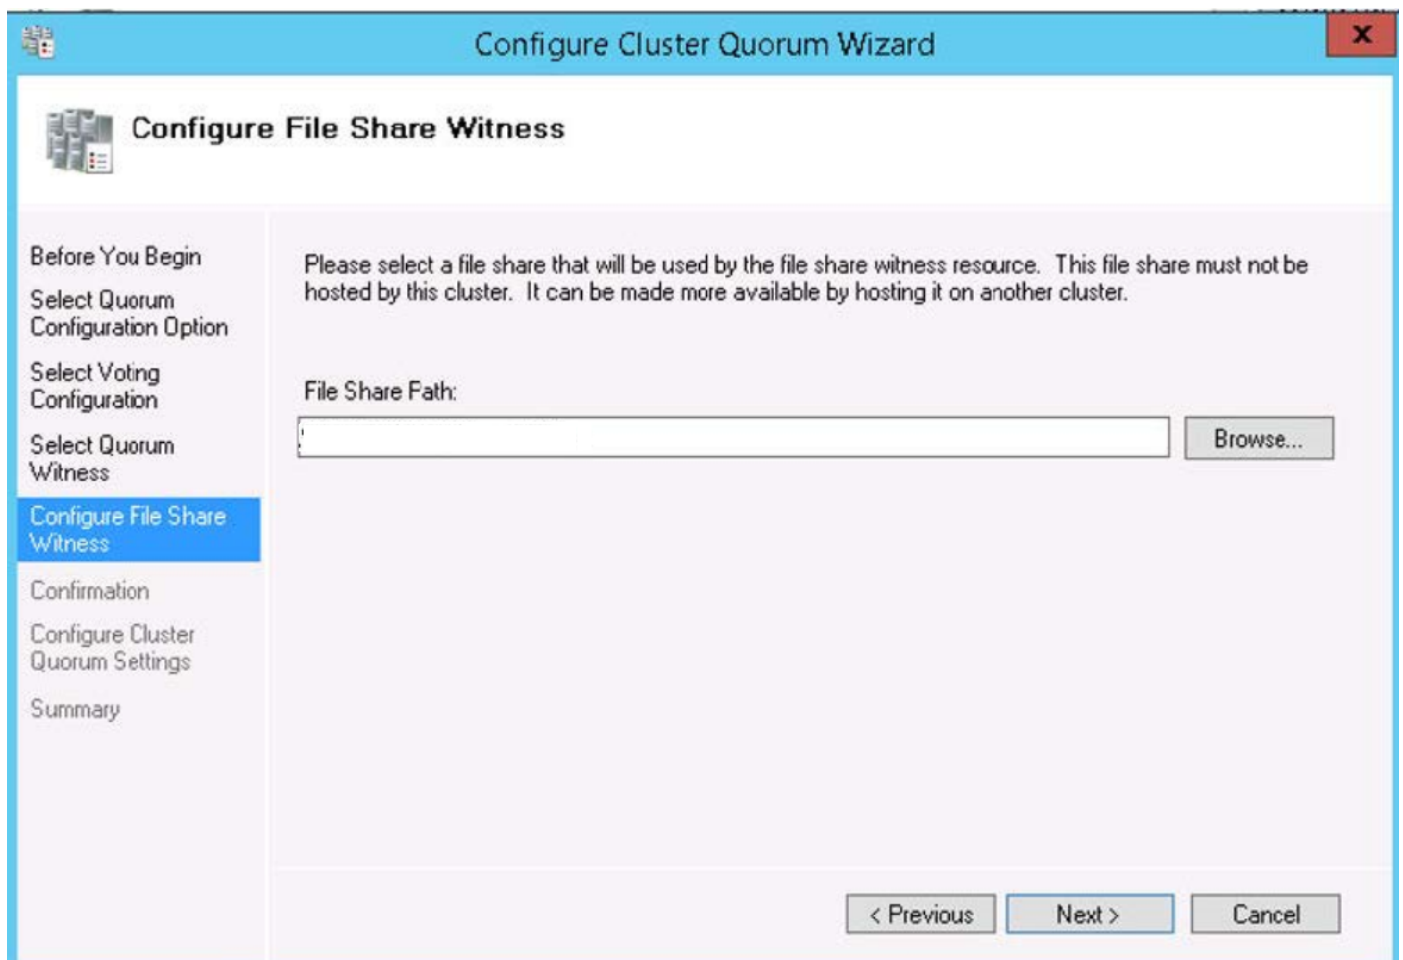 Configure Cluster Quorum Wizard
x
Configure File Share Witness
Before You Begin
Select Quorum
Configuration Option
Select Voting
Configuration
Select Quorum
Witness
Configure File Share
Witness
Confirmation
Configure Cluster
Quorum Settings
Summary
Please select a file share that will be used by the file share witness resource.  This file share must not be
hosted by this cluster.  It can be made more available by hosting it on another cluster.
File Share Path:
Browse...
< Previous
Next >
Cancel